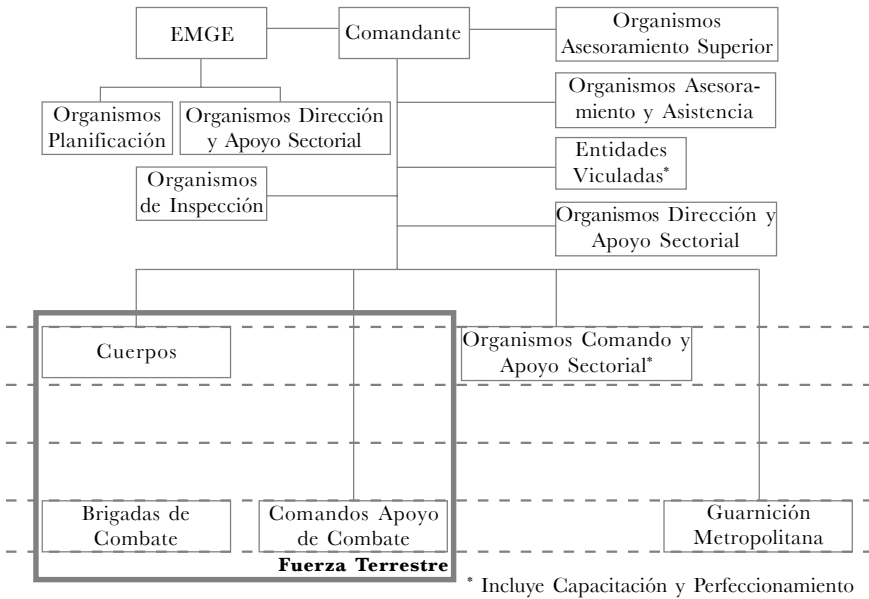 EMGE
Comandante
Organismos
Asesoramiento Superior
Organismos
Planificación
Organismos Dirección
y Apoyo Sectorial
Organismos Asesora-
miento y Asistencia
Entidades
Viculadas*
Organismos
de Inspección
Organismos Dirección y
Apoyo Sectorial
Cuerpos
Organismos Comando y
Apoyo Sectorial*
Brigadas de
Combate
Comandos Apoyo
de Combate
Guarnición
Metropolitana
Fuerza Terrestre
* Incluye Capacitación y Perfeccionamiento